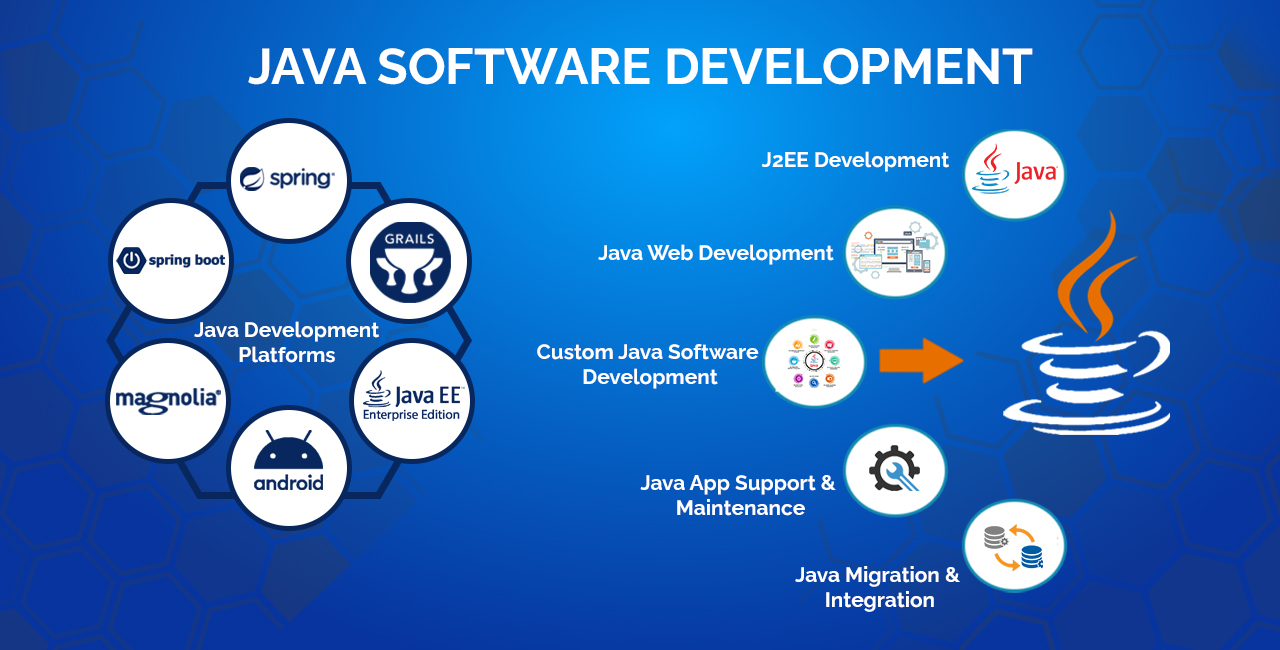 JAVA SOFTWARE DEVELOPMENT
spring
GRAILS
spring boot
Java Development
Platforms
magnolia
Java EE
Enterprise Edition
android
J2EE Development
Java
Java Web Development
Custom Java Software
Development
Java App Support &
Maintenance
Java Migration &
Integration